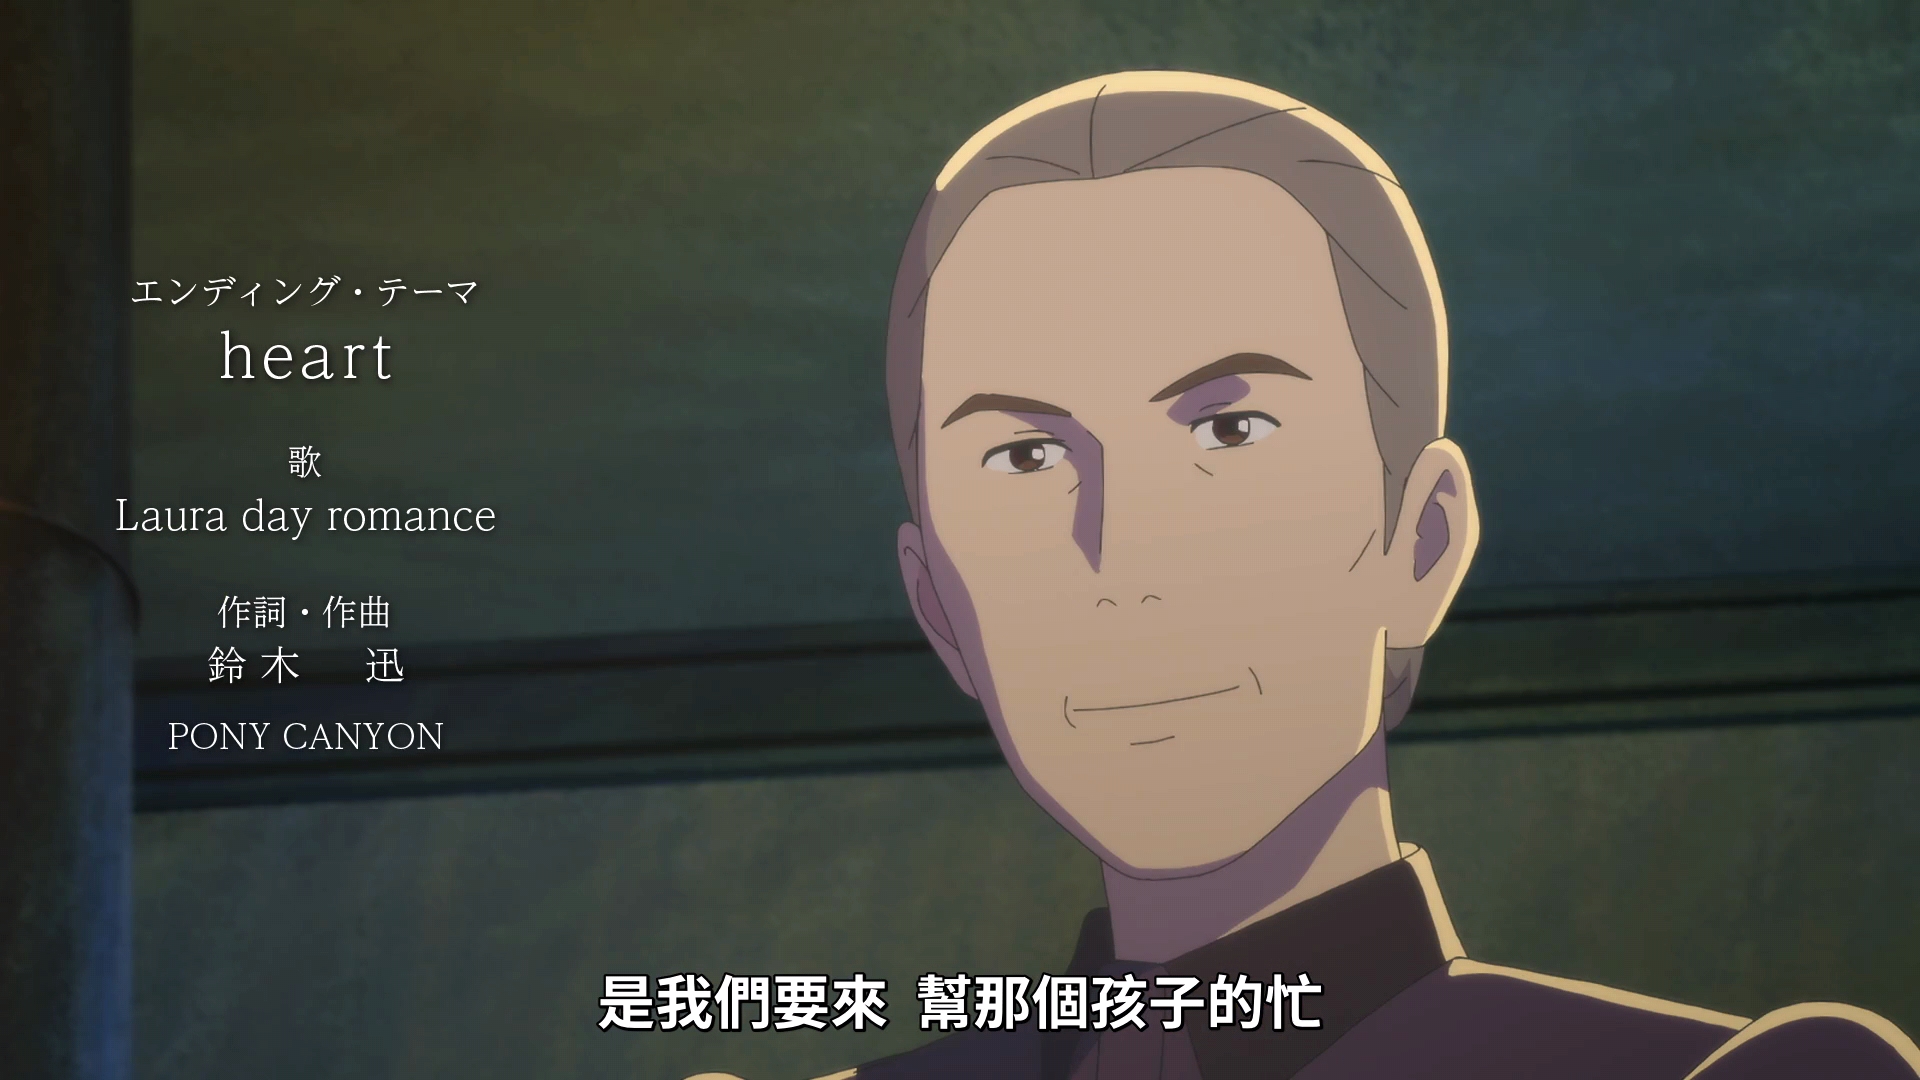 エンディング・テーマ
heart
歌
Laura day romance
作詞・作曲
鈴木　迅
PONY CANYON
是我們要來 幫那個孩子的忙